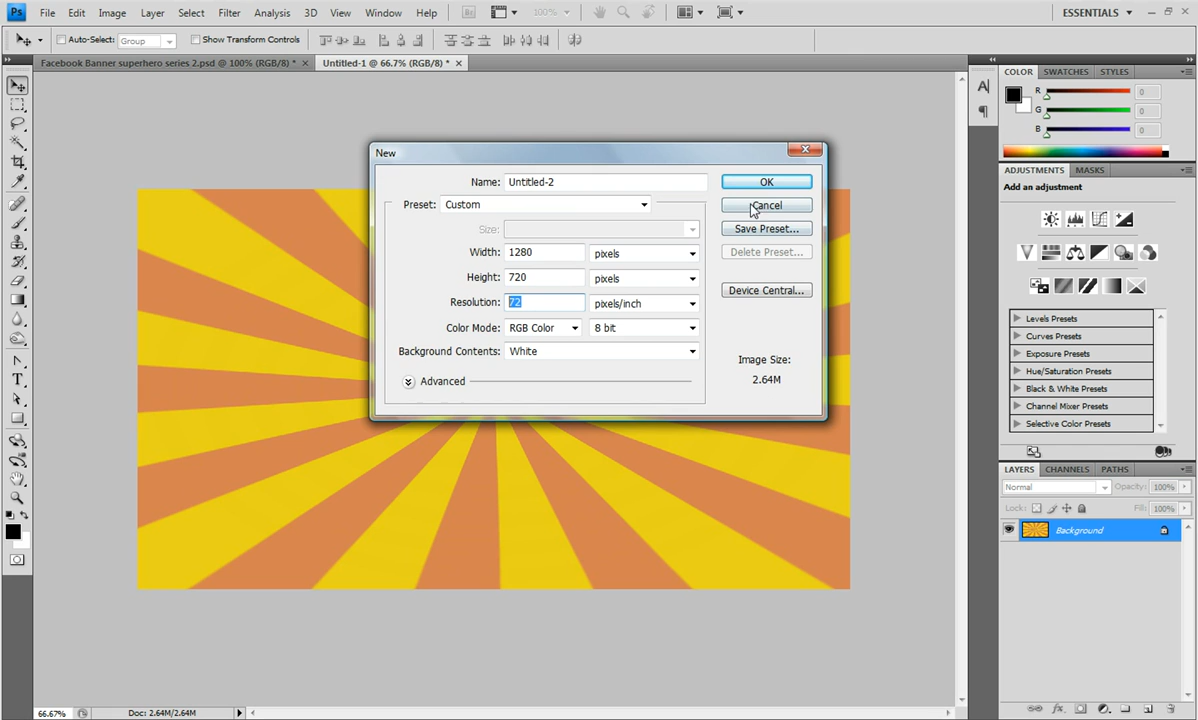 Ps File Edit Image Layer Select Filter Analysis 3D View Window Help Br 100% ESSENTIALS
Auto-Select: Group Show Transform Controls
Facebook Banner superhero series 2.psd @ 100% (RGB/8) * × Untitled-1 @ 66.7% (RGB/8) * ×
COLOR SWATCHES STYLES
R 0
G 0
B 0
ADJUSTMENTS MASKS
Add an adjustment
Levels Presets
Curves Presets
Exposure Presets
Hue/Saturation Presets
Black & White Presets
Channel Mixer Presets
Selective Color Presets
LAYERS CHANNELS PATHS
Normal Opacity: 100%
Lock: Fill: 100%
Background
New
Name: Untitled-2 OK
Preset: Custom Cancel
Size: Save Preset...
Width: 1280 pixels Delete Preset...
Height: 720 pixels Device Central...
Resolution: 72 pixels/inch
Color Mode: RGB Color 8 bit
Background Contents: White
Image Size:
2.64M
Advanced
66.67% Doc: 2.64M/2.64M